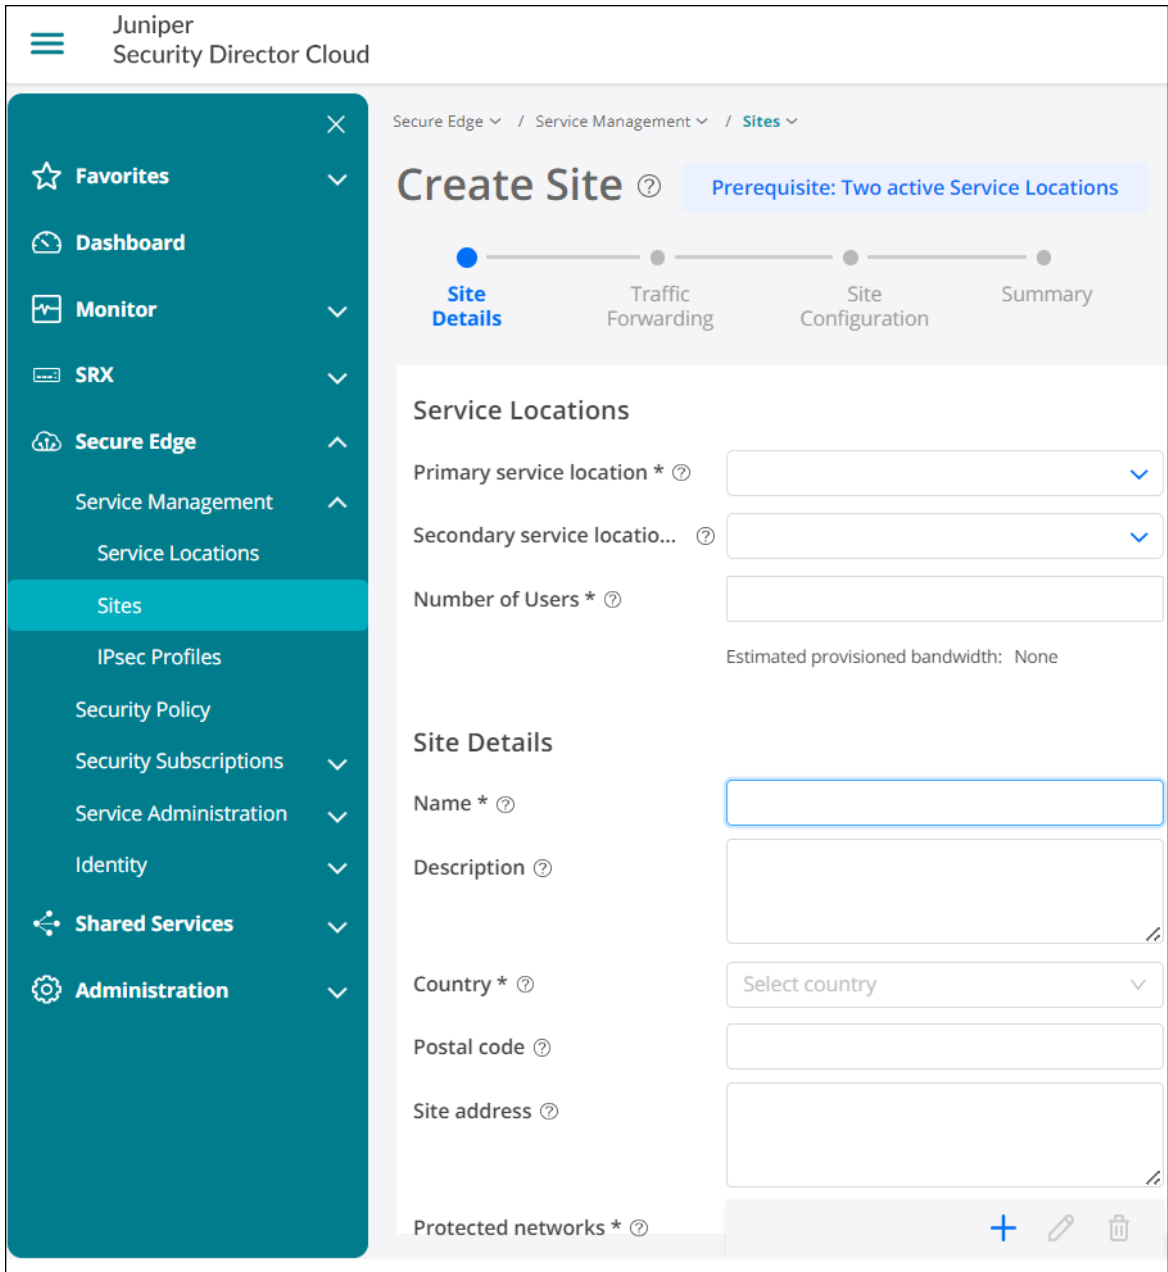 Juniper
Security Director Cloud
Favorites
Dashboard
Monitor
SRX
Secure Edge
Service Management
Service Locations
Sites
IPsec Profiles
Security Policy
Security Subscriptions
Service Administration
Identity
Shared Services
Administration
Secure Edge / Service Management / Sites
Create Site ? Prerequisite: Two active Service Locations
Site Details
Traffic Forwarding
Site Configuration
Summary
Service Locations
Primary service location * ?
Secondary service locatio... ?
Number of Users * ?
Estimated provisioned bandwidth: None
Site Details
Name * ?
Description ?
Country * ? Select country
Postal code ?
Site address ?
Protected networks * ?